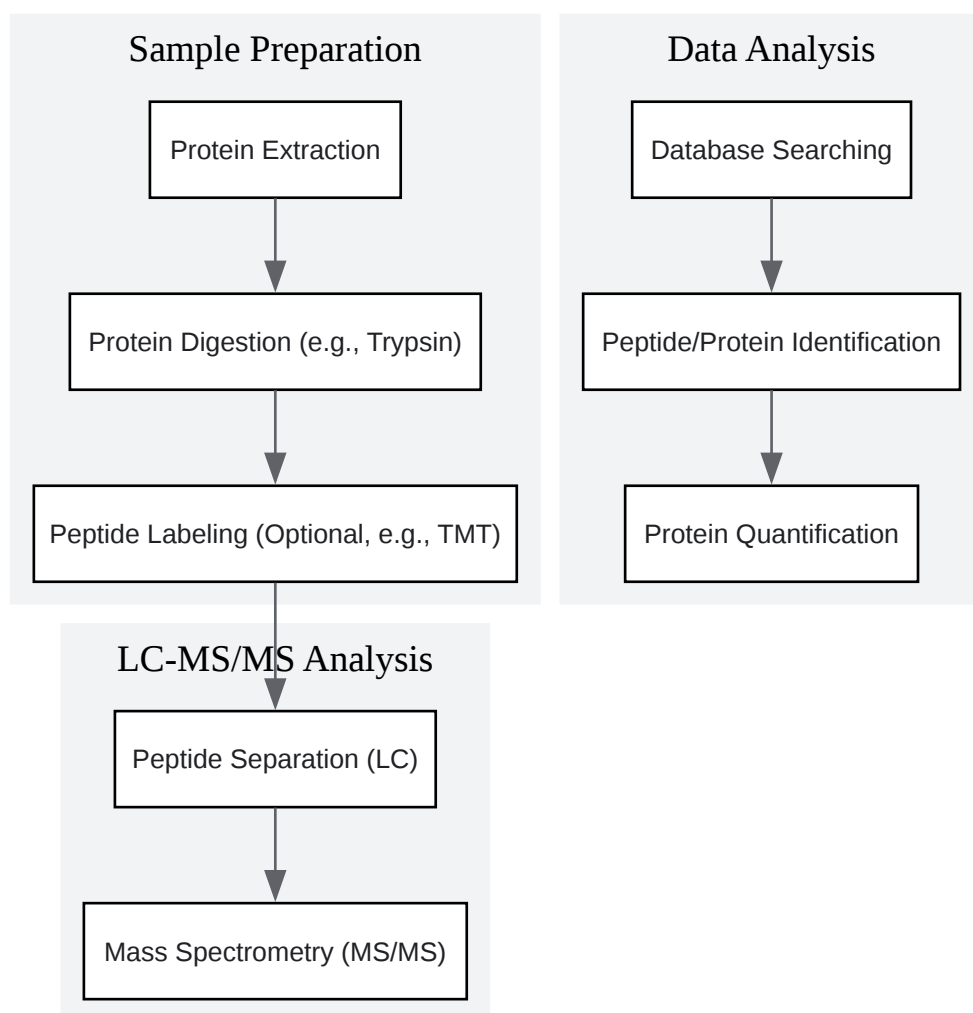 Sample Preparation
Protein Extraction
Protein Digestion (e.g., Trypsin)
Peptide Labeling (Optional, e.g., TMT)
LC-MS/MS Analysis
Peptide Separation (LC)
Mass Spectrometry (MS/MS)
Data Analysis
Database Searching
Peptide/Protein Identification
Protein Quantification